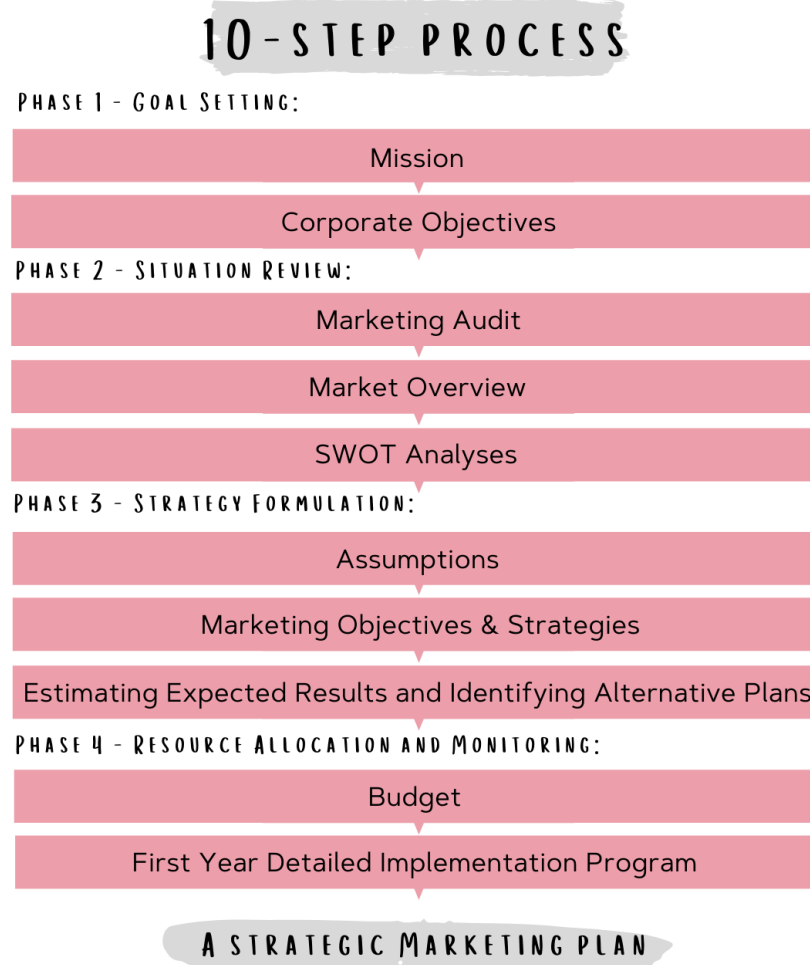 10-STEP PROCESS
PHASE 1 - GOAL SETTING:
Mission
Corporate Objectives
PHASE 2 - SITUATION REVIEW:
Marketing Audit
Market Overview
SWOT Analyses
PHASE 3 - STRATEGY FORMULATION:
Assumptions
Marketing Objectives & Strategies
Estimating Expected Results and Identifying Alternative Plans
PHASE 4 - RESOURCE ALLOCATION AND MONITORING:
Budget
First Year Detailed Implementation Program
A STRATEGIC MARKETING PLAN